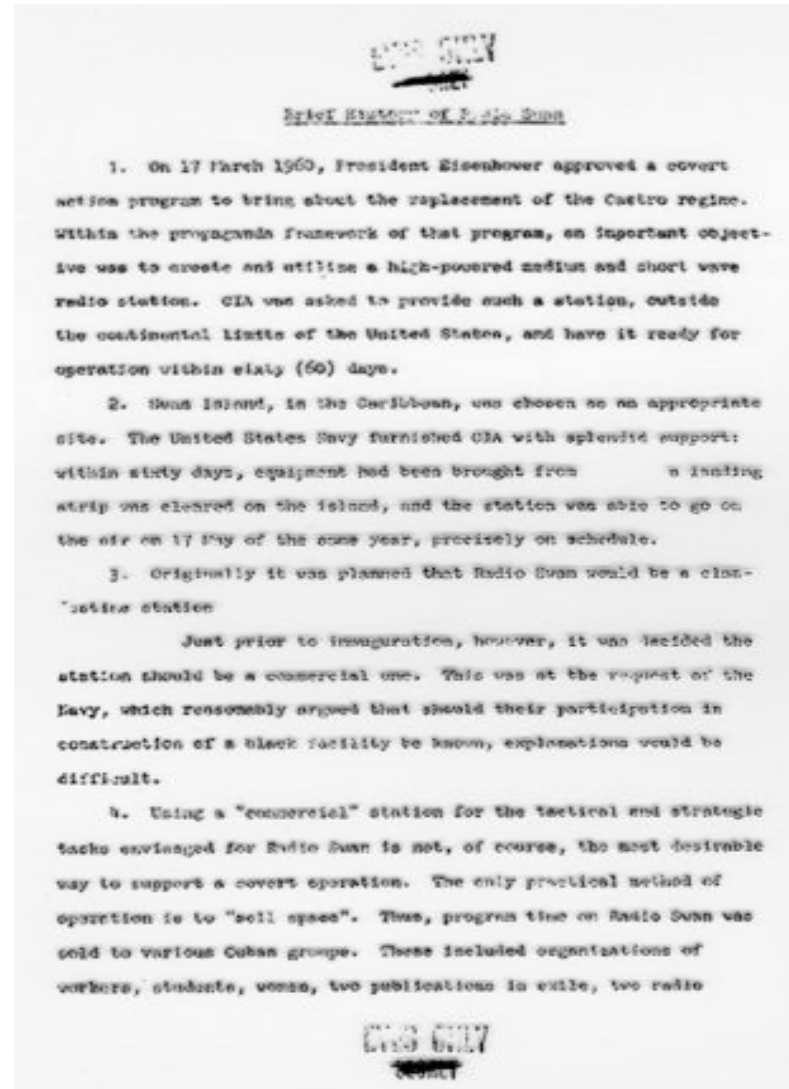 EYES ONLY
Brief History of Radio Swan
1. On 17 March 1960, President Eisenhower approved a covert
action program to bring about the replacement of the Castro regime.
Within the propaganda framework of that program, an important object-
ive was to create and utilize a high-powered medium and short wave
radio station. CIA was asked to provide such a station, outside
the continental limits of the United States, and have it ready for
operation within sixty (60) days.
2. Swan Island, in the Caribbean, was chosen as an appropriate
site. The United States Navy furnished CIA with splendid support:
within sixty days, equipment had been brought from a landing
strip was cleared on the island, and the station was able to go on
the air on 17 May of the same year, precisely on schedule.
3. Originally it was planned that Radio Swan would be a clan-
destine station
Just prior to inauguration, however, it was decided the
station should be a commercial one. This was at the request of the
Navy, which reasonably argued that should their participation in
construction of a black facility be known, explanations would be
difficult.
4. Using a "commercial" station for the tactical and strategic
tasks envisaged for Radio Swan is not, of course, the most desirable
way to support a covert operation. The only practical method of
operation is to "sell space". Thus, program time on Radio Swan was
sold to various Cuban groups. These included organizations of
workers, students, women, two publications in exile, two radio
EYES ONLY
SECRET